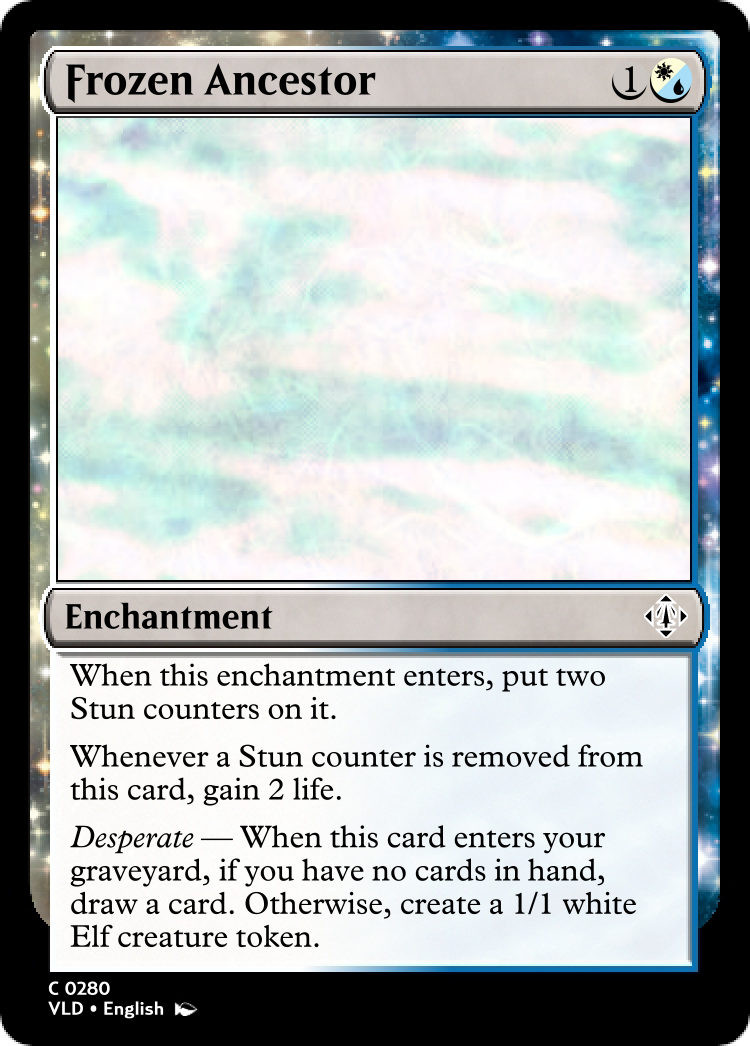 Frozen Ancestor 1
Enchantment
When this enchantment enters, put two
Stun counters on it.
Whenever a Stun counter is removed from
this card, gain 2 life.
Desperate — When this card enters your
graveyard, if you have no cards in hand,
draw a card. Otherwise, create a 1/1 white
Elf creature token.
C 0280
VLD • English